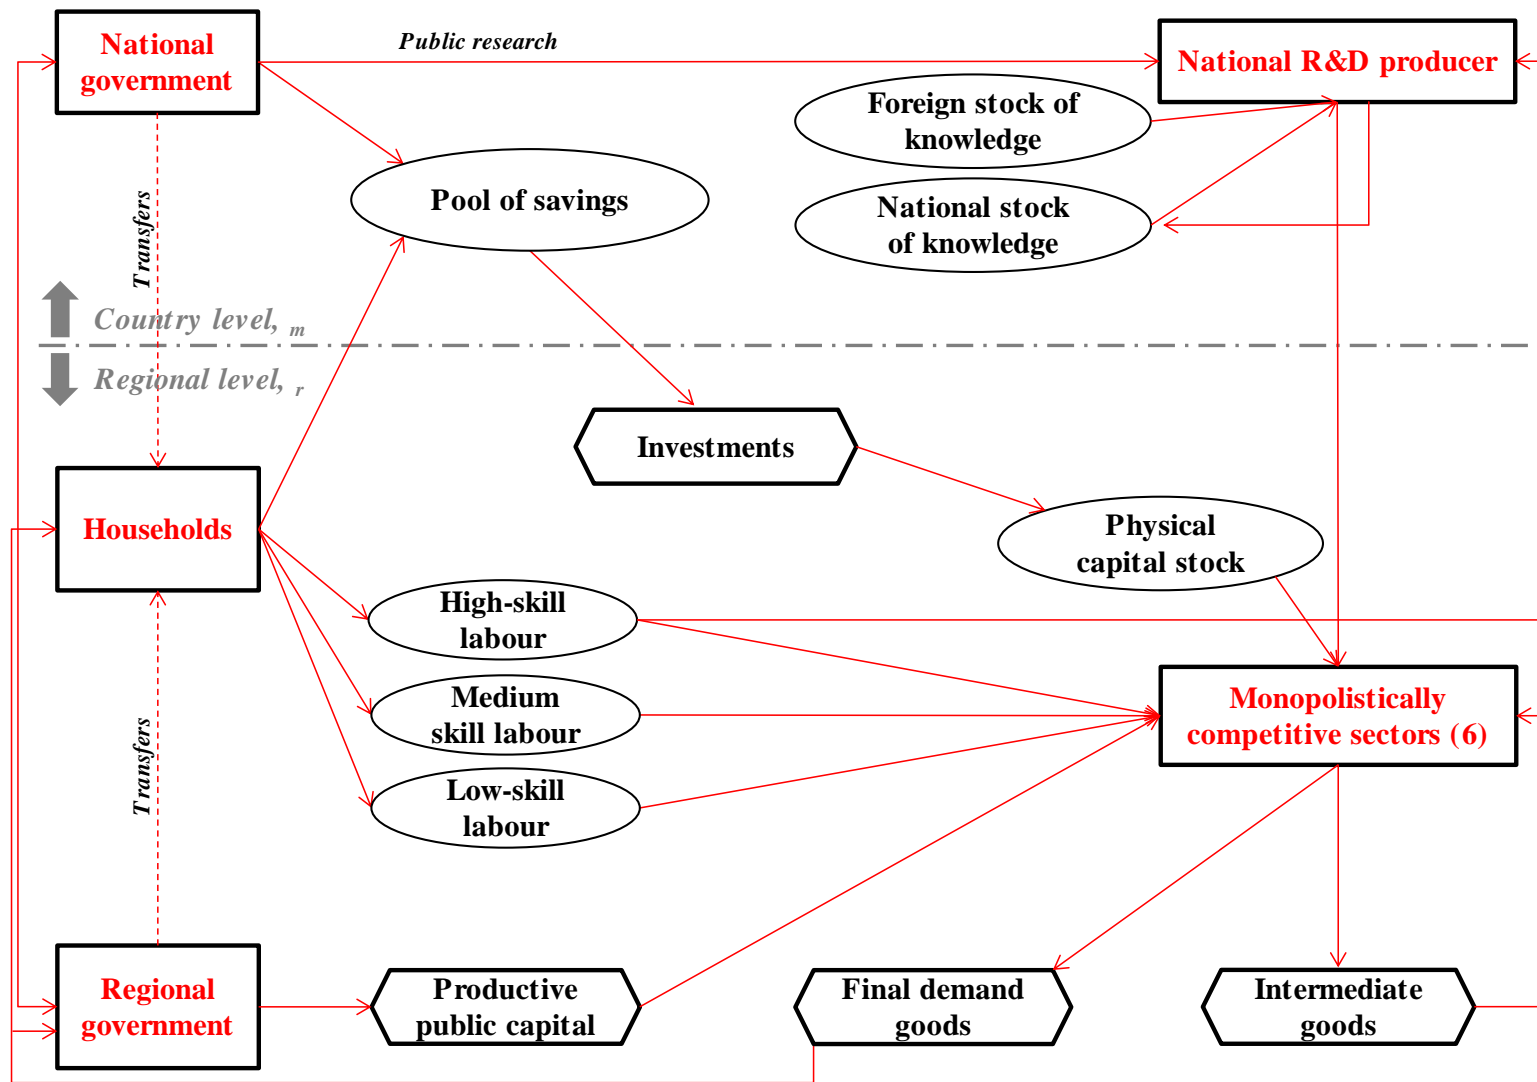 National
government
Public research
National R&D producer
Foreign stock of
knowledge
Pool of savings
National stock
of knowledge
Transfers
Country level, m
Regional level, r
Investments
Households
Physical
capital stock
High-skill
labour
Medium
skill labour
Monopolistically
competitive sectors (6)
Low-skill
labour
Transfers
Regional
government
Productive
public capital
Final demand
goods
Intermediate
goods